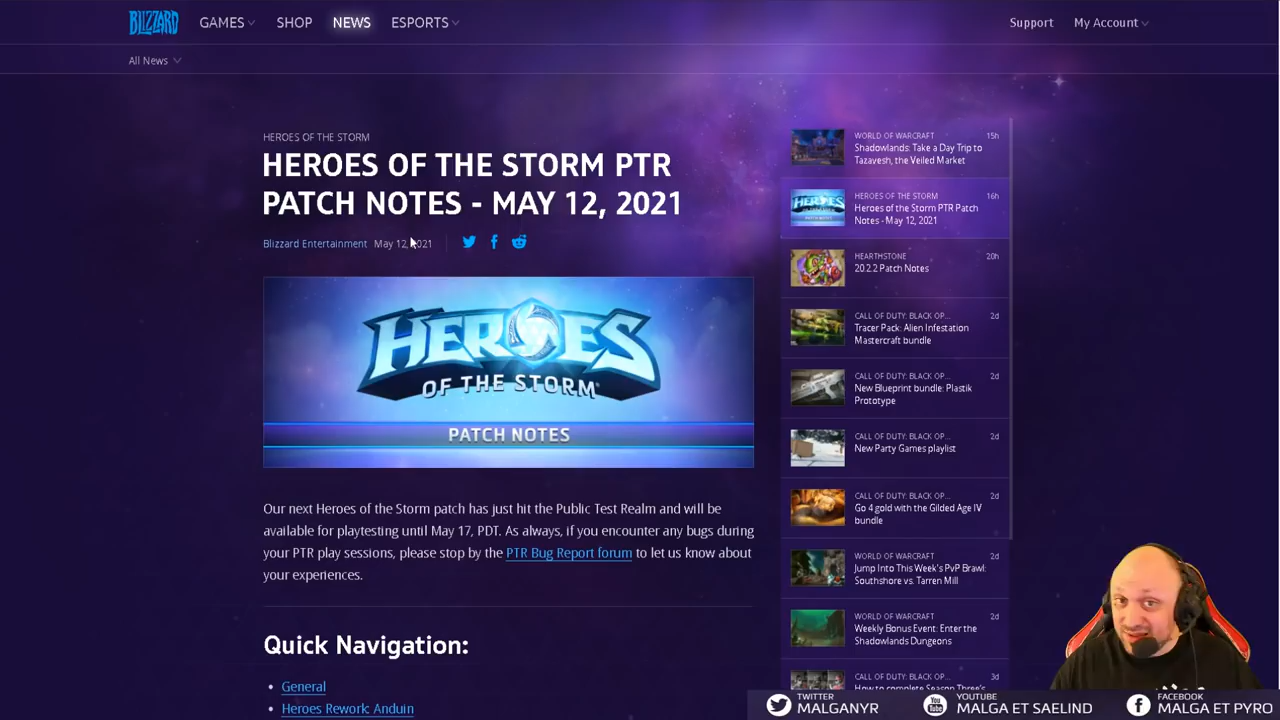 BLIZZARD
GAMES
SHOP
NEWS
ESPORTS
Support
My Account
All News
HEROES OF THE STORM
HEROES OF THE STORM PTR
PATCH NOTES - MAY 12, 2021
Blizzard Entertainment May 12, 2021
HEROES
OF THE STORM
PATCH NOTES
Our next Heroes of the Storm patch has just hit the Public Test Realm and will be
available for playtesting until May 17, PDT. As always, if you encounter any bugs during
your PTR play sessions, please stop by the PTR Bug Report forum to let us know about
your experiences.
Quick Navigation:
General
Heroes Rework: Anduin
WORLD OF WARCRAFT 15h
Shadowlands: Take a Day Trip to
Tazavesh, the Veiled Market
HEROES OF THE STORM 16h
Heroes of the Storm PTR Patch
Notes - May 12, 2021
HEARTHSTONE 20h
20.2.2 Patch Notes
CALL OF DUTY: BLACK OP... 2d
Tracer Pack: Alien Infestation
Mastercraft bundle
CALL OF DUTY: BLACK OP... 2d
New Blueprint bundle: Plastik
Prototype
CALL OF DUTY: BLACK OP... 2d
New Party Games playlist
CALL OF DUTY: BLACK OP... 2d
Go 4 gold with the Gilded Age IV
bundle
WORLD OF WARCRAFT 2d
Jump Into This Week's PvP Brawl:
Southshore vs. Tarren Mill
WORLD OF WARCRAFT 2d
Weekly Bonus Event: Enter the
Shadowlands Dungeons
CALL OF DUTY: BLACK OP... 3d
How to complete Season Three's
TWITTER
MALGANYR
YOUTUBE
MALGA ET SAELIND
FACEBOOK
MALGA ET PYRO